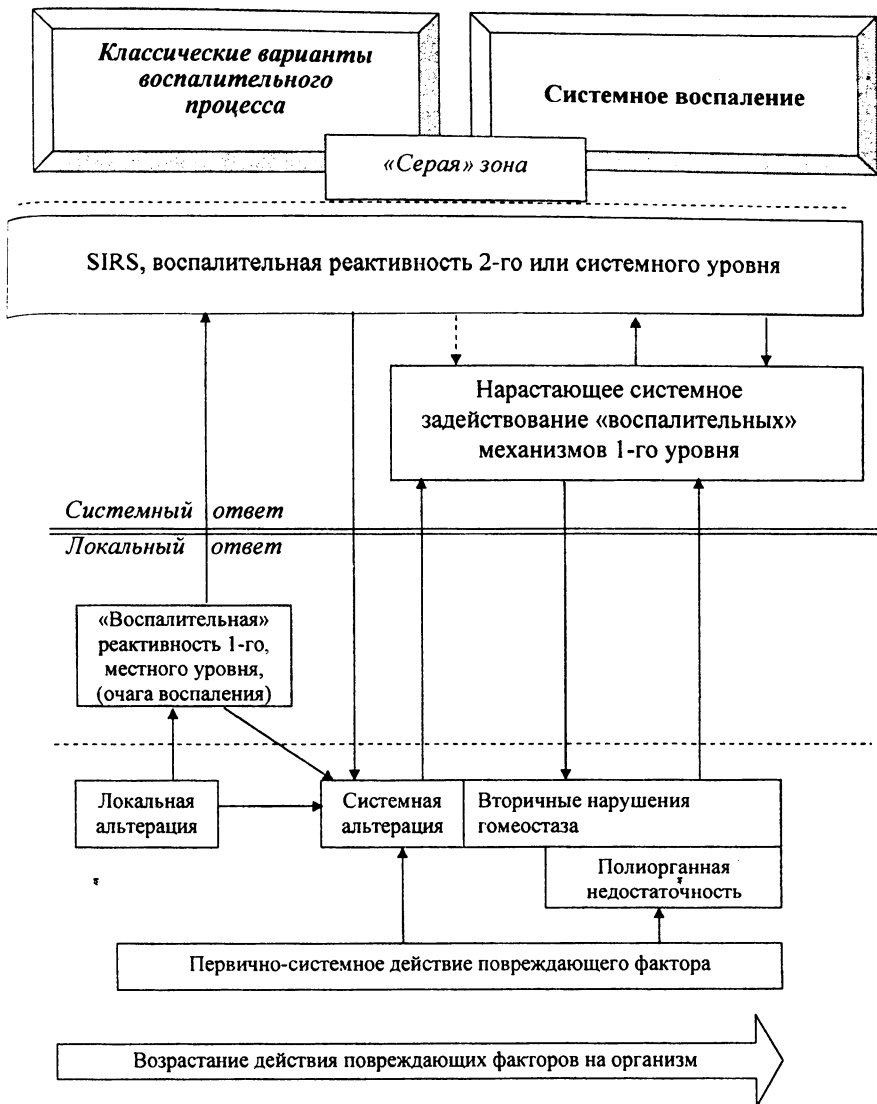 Классические варианты
воспалительного
процесса
Системное воспаление
«Серая» зона
SIRS, воспалительная реактивность 2-го или системного уровня
Нарастающее системное
задействование «воспалительных»
механизмов 1-го уровня
Системный ответ
Локальный ответ
«Воспалительная»
реактивность 1-го,
местного уровня,
(очага воспаления)
Локальная
альтерация
Системная
альтерация
Вторичные нарушения
гомеостаза
Полиорганная
недостаточность
Первично-системное действие повреждающего фактора
Возрастание действия повреждающих факторов на организм